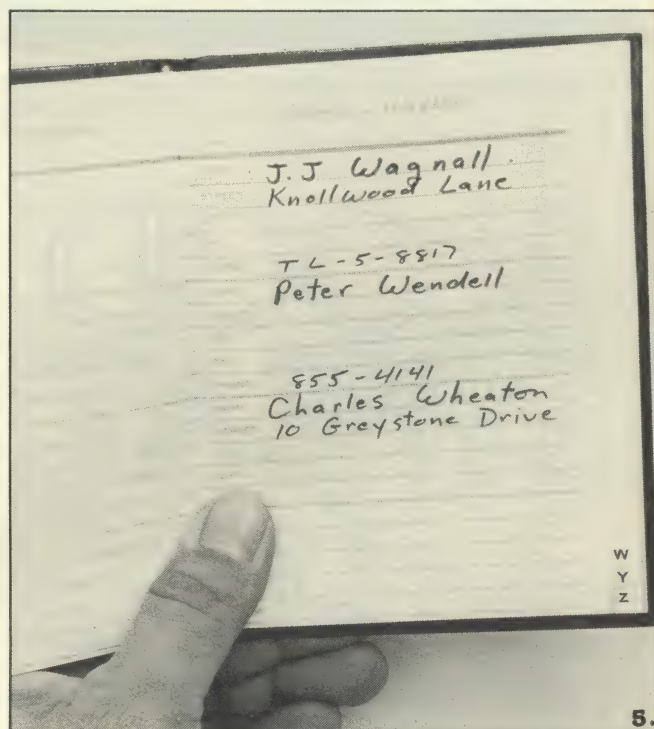 J.J Wagnall
Knollwood Lane
TL-5-8817
Peter Wendell
855-4141
Charles Wheaton
10 Greystone Drive
W
Y
Z
5.